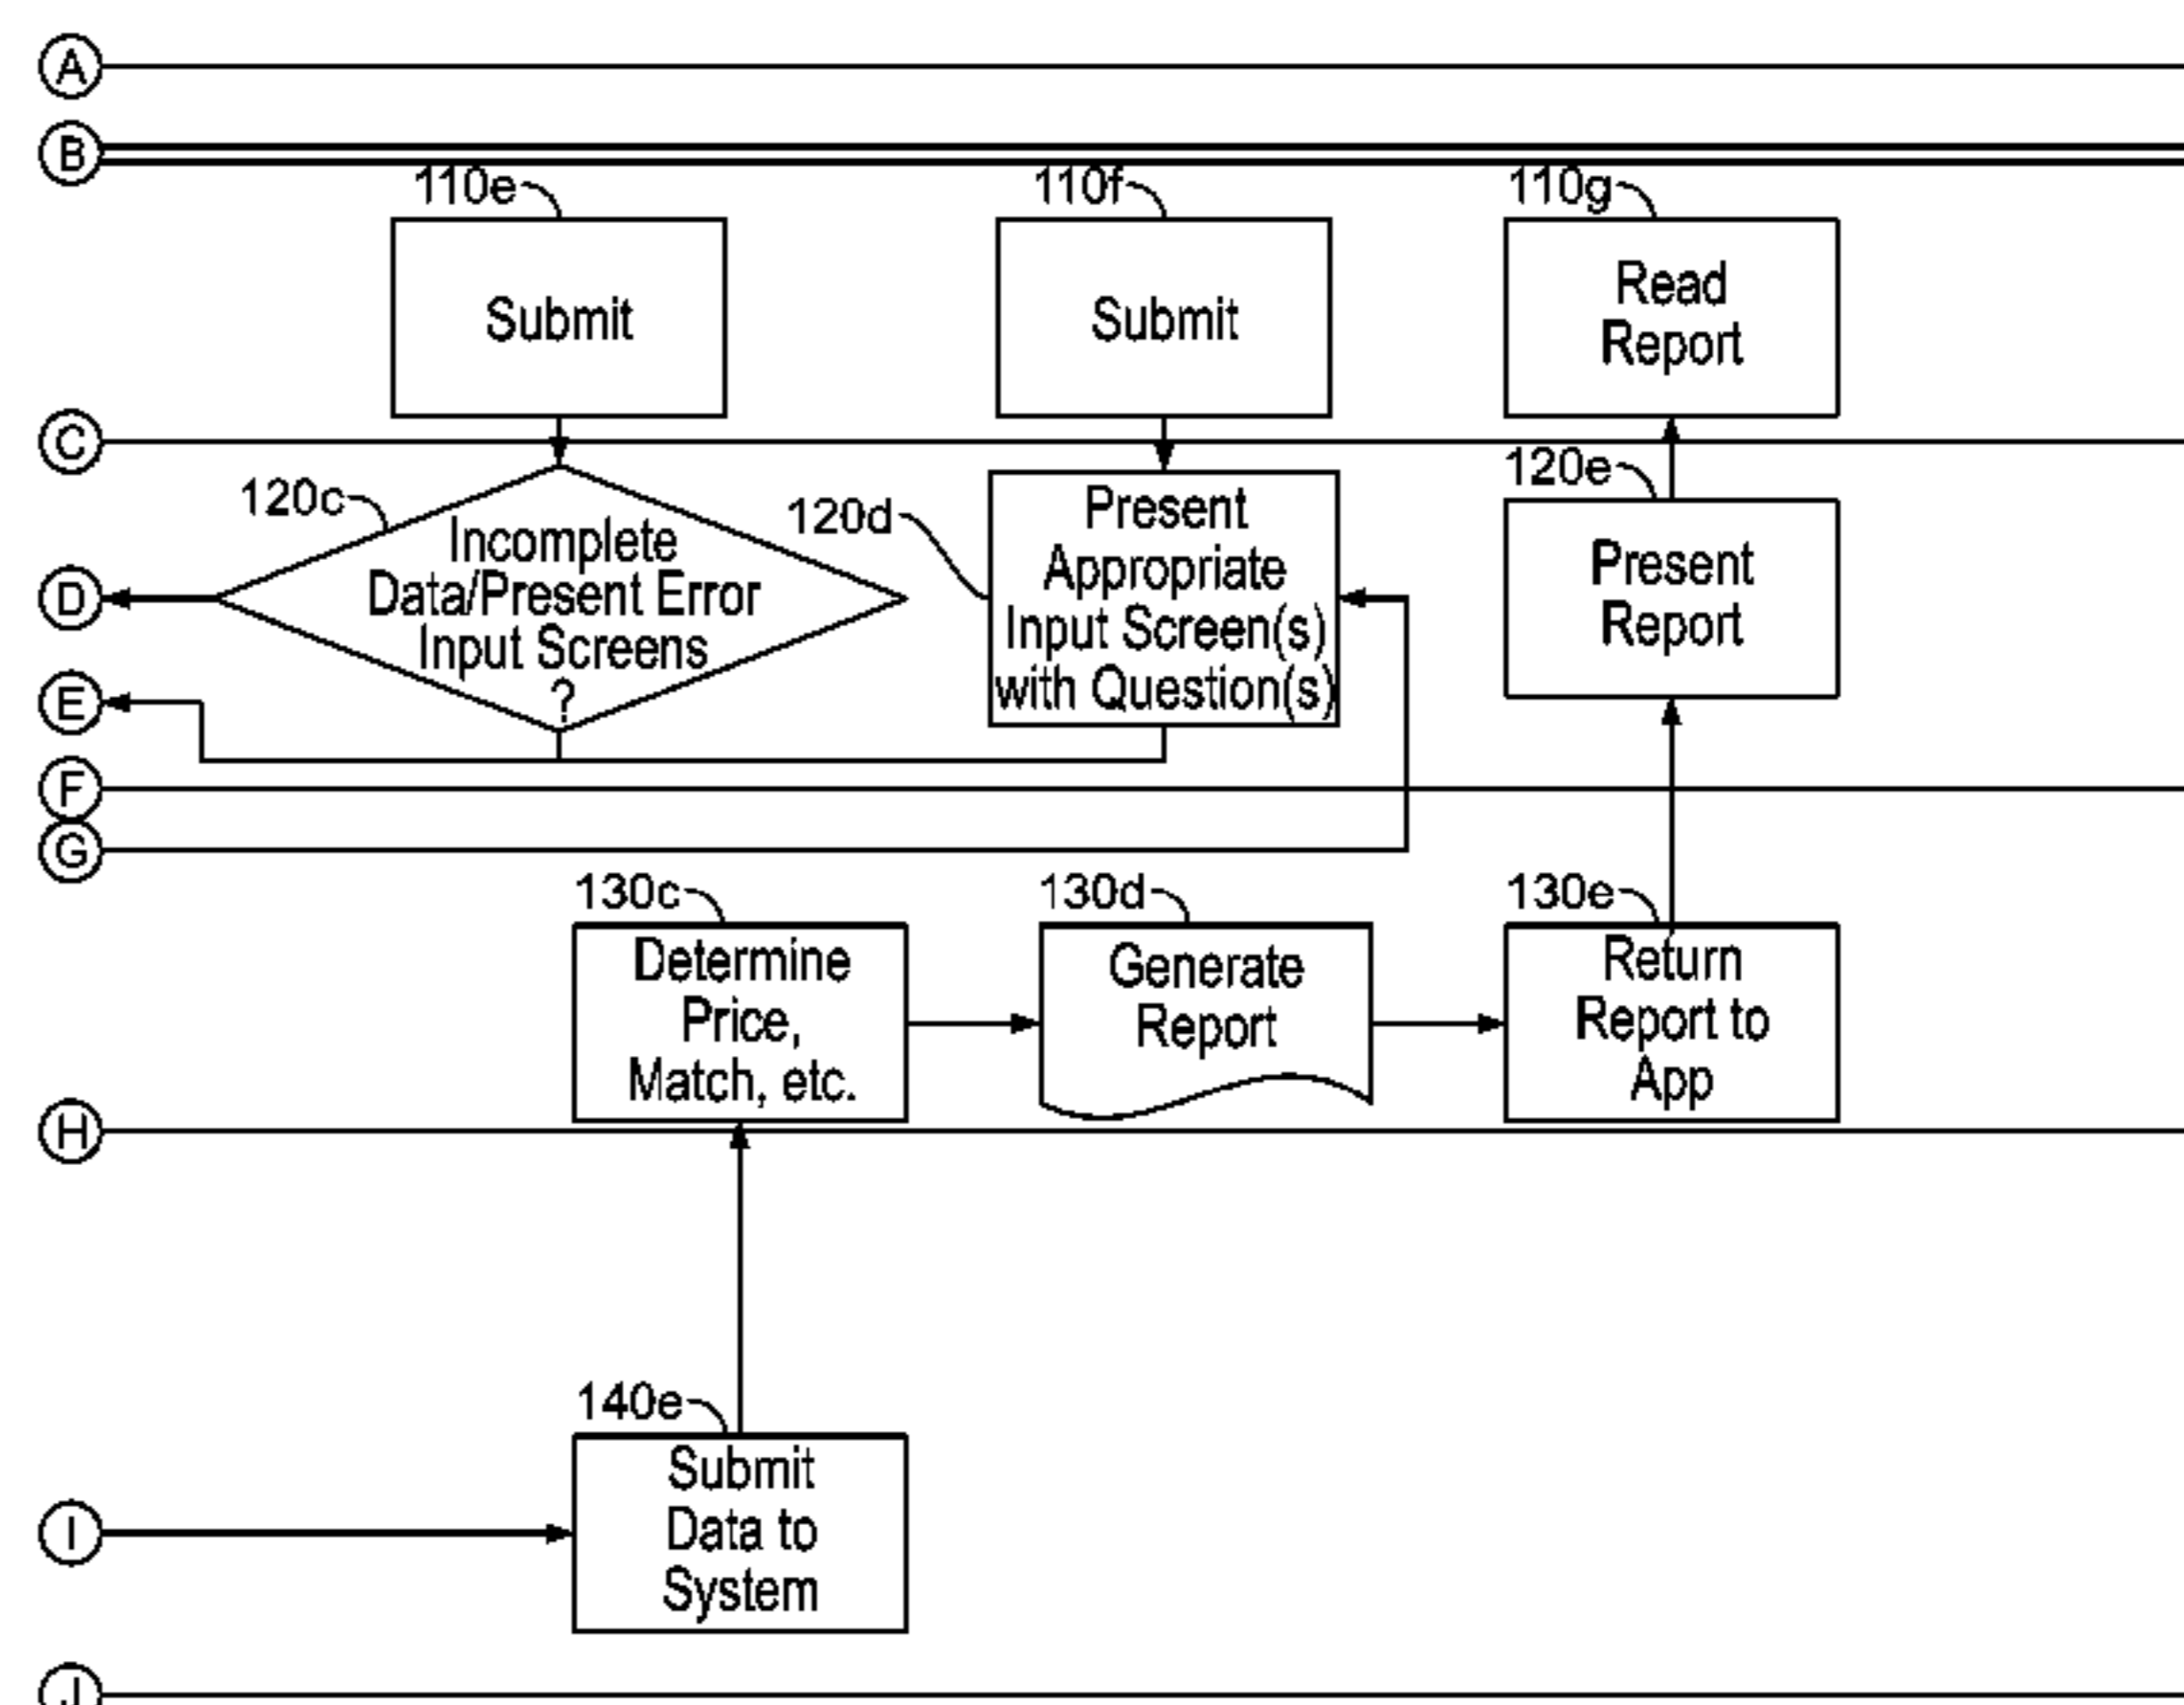 A
B
110e
110f
110g
Submit
Submit
Read
Report
C
120c
120d
120e
Incomplete
Data/Present Error
Input Screens
?
Present
Appropriate
Input Screen(s)
with Question(s)
Present
Report
D
E
F
G
130c
130d
130e
Determine
Price,
Match, etc.
Generate
Report
Return
Report to
App
H
140e
Submit
Data to
System
I
J